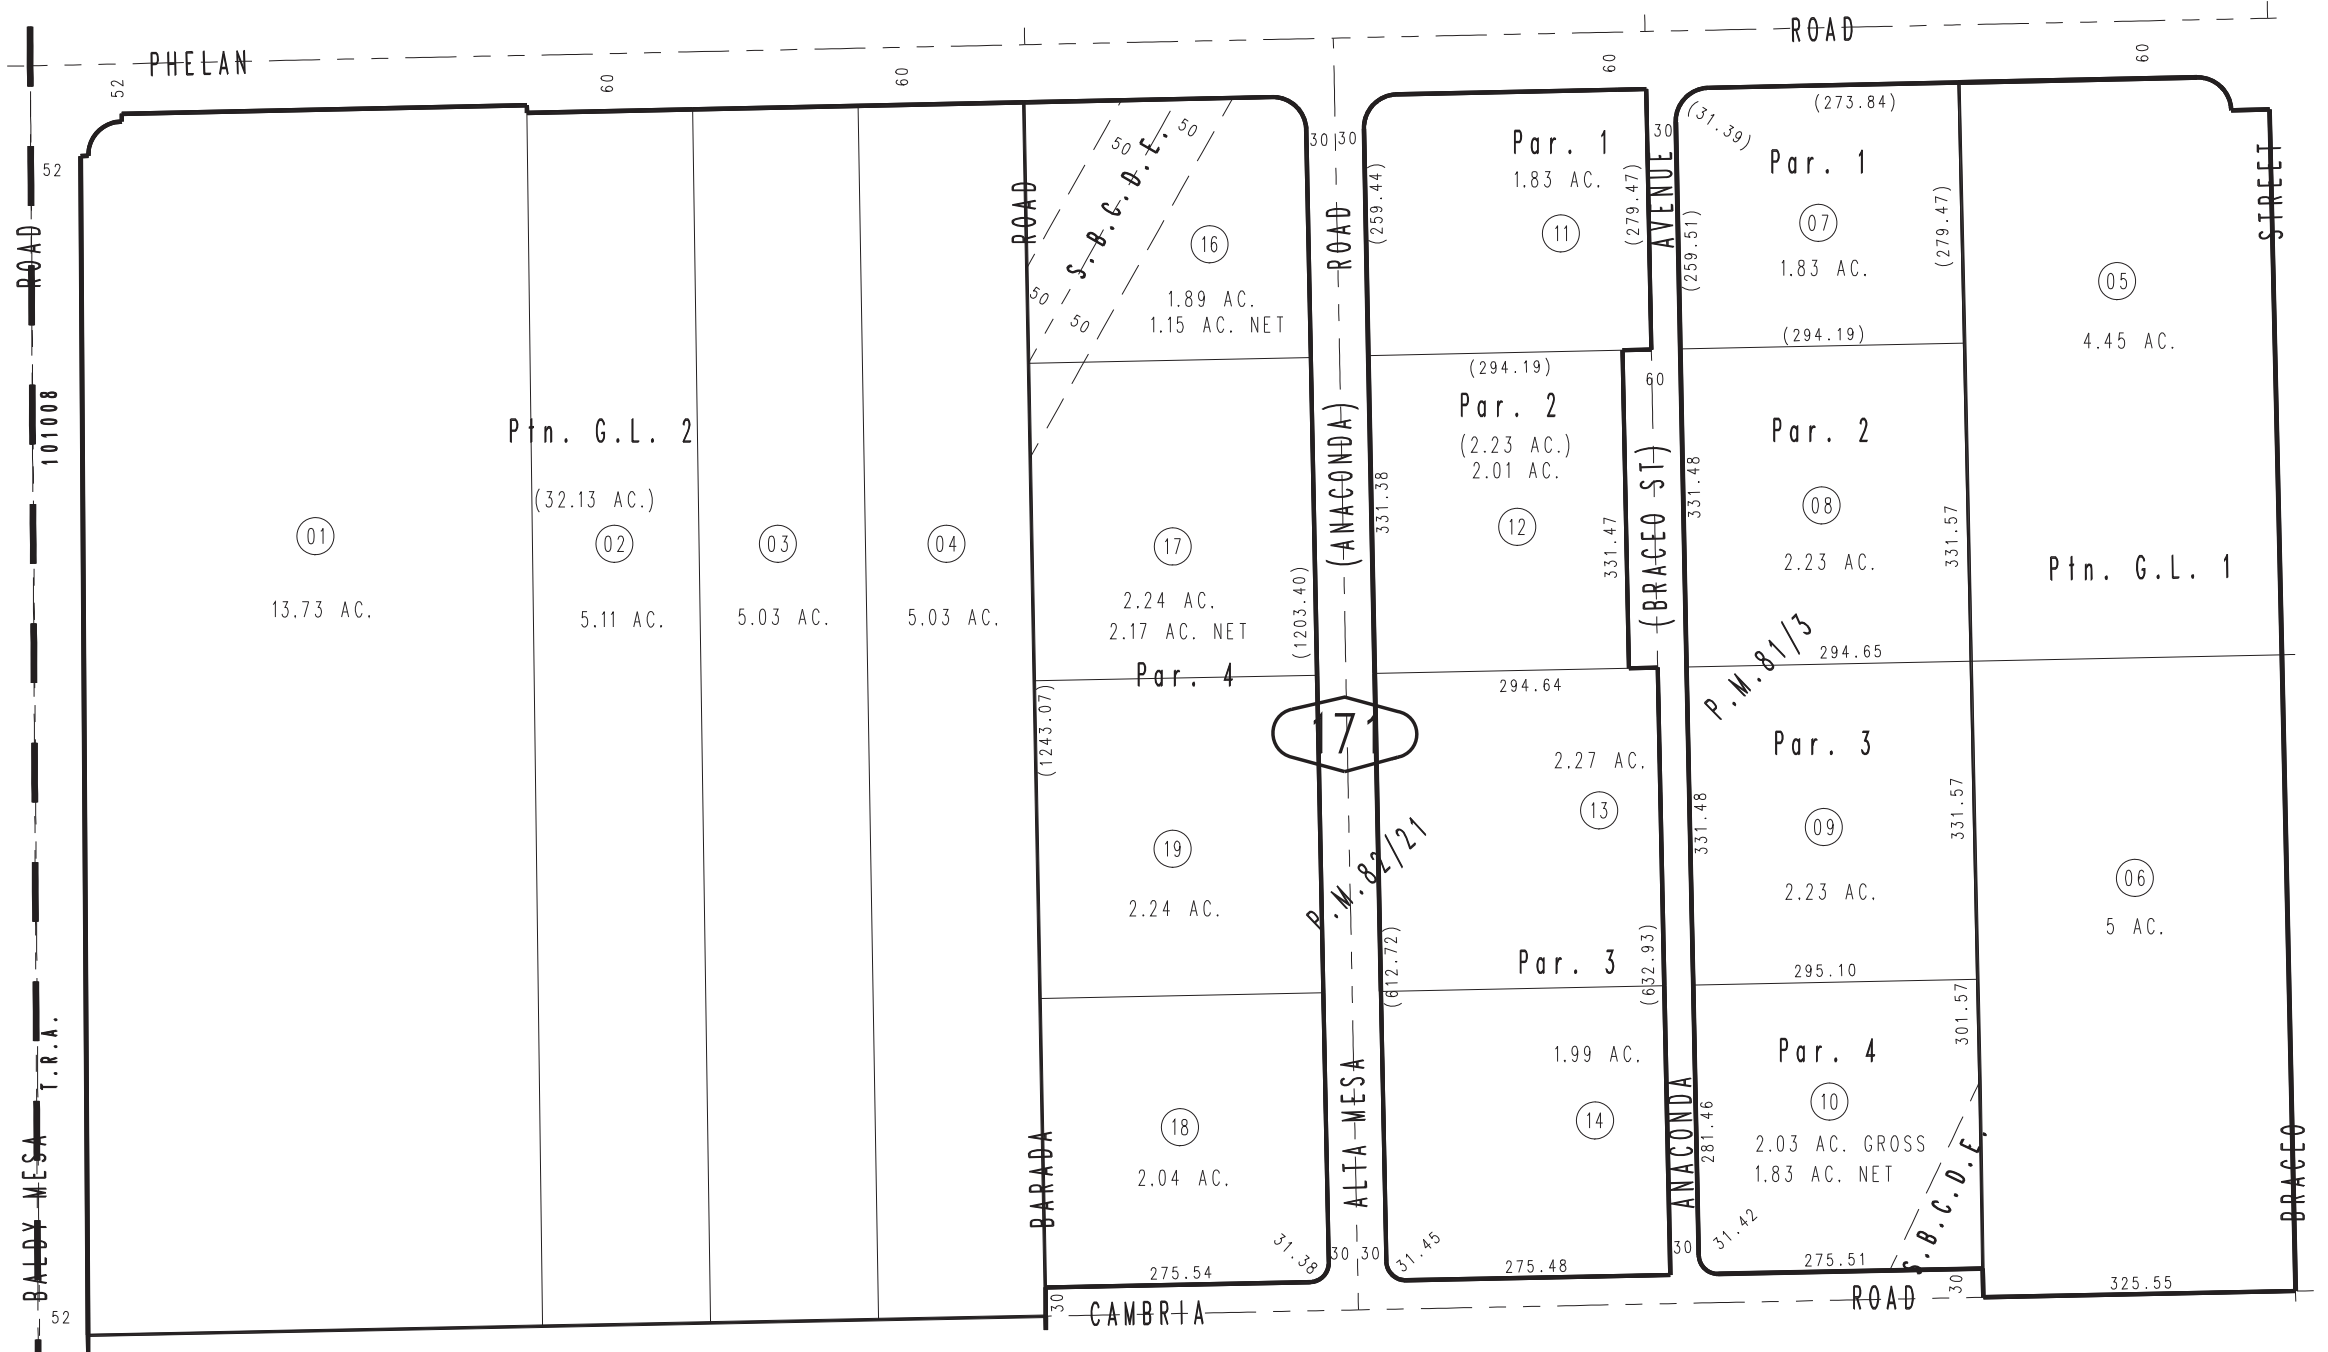 PHELAN
ROAD
52
60
60
60
60
52
ROAD
101008
T.R.A.
BALDY MESA
52
Ptn. G.L. 2
(32.13 AC.)
01
13.73 AC.
02
5.11 AC.
03
5.03 AC.
04
5.03 AC.
ROAD
BARADA
50
50
50
50
S.B.C.D.E.
16
1.89 AC.
1.15 AC. NET
17
2.24 AC.
2.17 AC. NET
(1203.40)
Par. 4
(1243.07)
19
2.24 AC.
18
2.04 AC.
31.38
275.54
30
CAMBRIA
30 30
ROAD
(ANACONDA)
171
P.M. 82/21
ALTA MESA
30 30
(259.44)
Par. 1
1.83 AC.
11
(279.47)
(294.19)
Par. 2
(2.23 AC.)
2.01 AC.
12
331.38
331.47
294.64
2.27 AC.
13
Par. 3
(612.72)
(632.93)
1.99 AC.
14
31.45
275.48
30
AVENUE
60
(BRACEO ST)
ANACONDA
30
(31.39)
(273.84)
Par. 1
07
1.83 AC.
(259.51)
(279.47)
(294.19)
Par. 2
08
2.23 AC.
331.48
331.57
P.M. 81/3
294.65
Par. 3
09
2.23 AC.
331.48
331.57
295.10
301.57
Par. 4
10
2.03 AC. GROSS
1.83 AC. NET
281.46
31.42
275.51
S.B.C.D.E.
ROAD
30
05
4.45 AC.
Ptn. G.L. 1
06
5 AC.
325.55
STREET
BRACEO